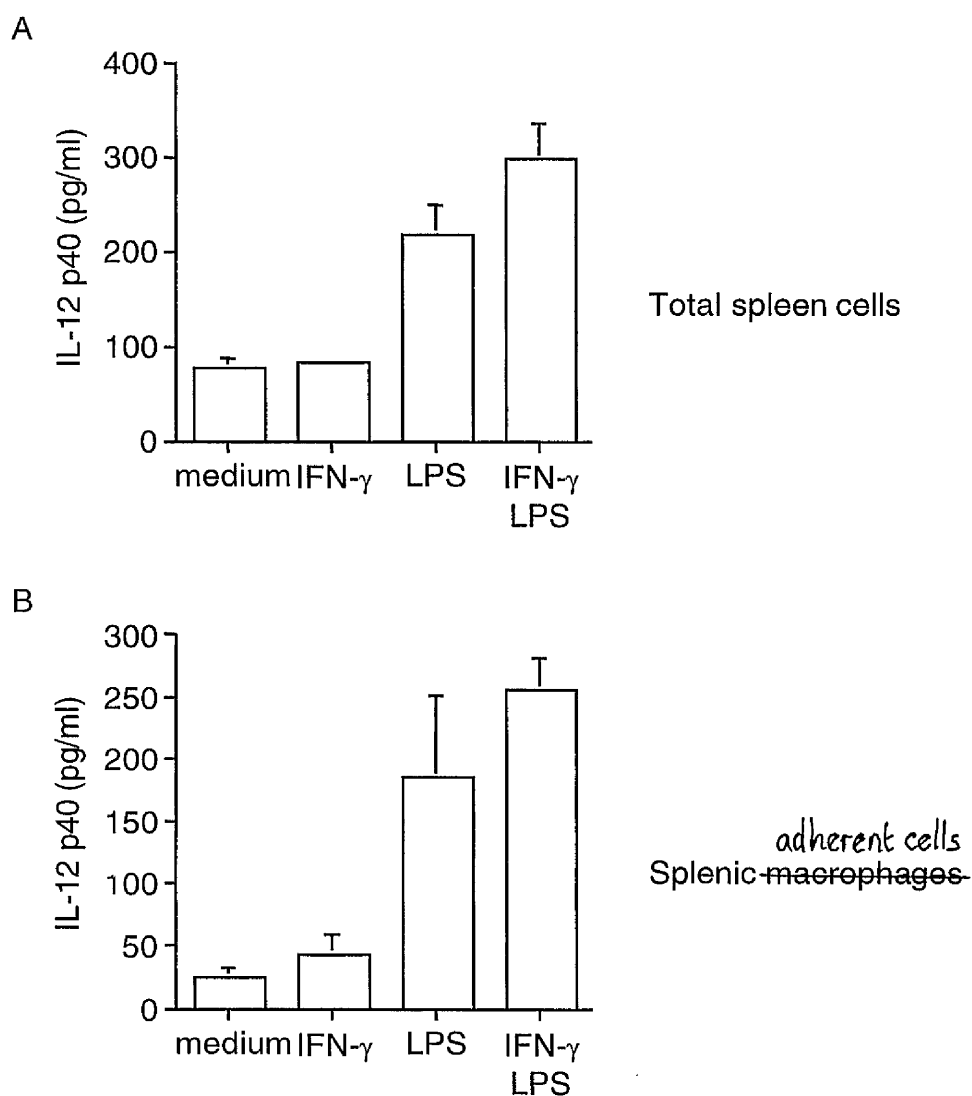 A
400
300
200
100
0
IL-12 p40 (pg/ml)
medium IFN-γ LPS IFN-γ
LPS
Total spleen cells
B
300
250
200
150
100
50
0
IL-12 p40 (pg/ml)
medium IFN-γ LPS IFN-γ
LPS
adherent cells
Splenic macrophages